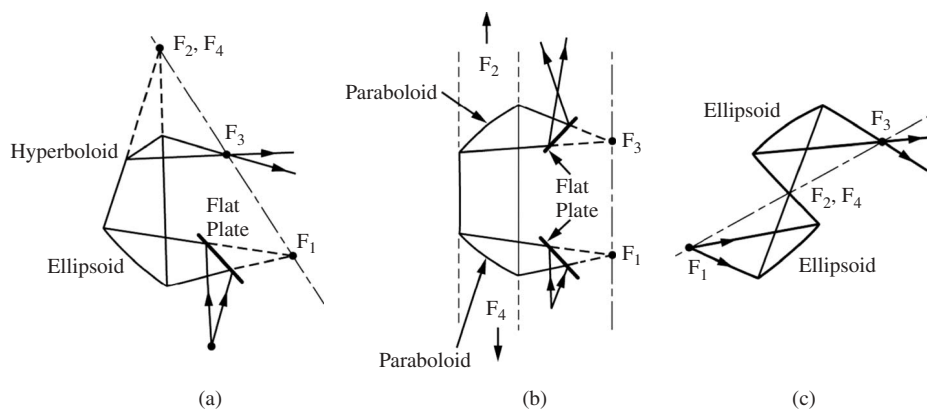 F2, F4
F3
Hyperboloid
Flat
Plate
F1
Ellipsoid
(a)
F2
Paraboloid
F3
Flat
Plate
F1
F4
Paraboloid
(b)
Ellipsoid
F3
F2, F4
F1
Ellipsoid
(c)